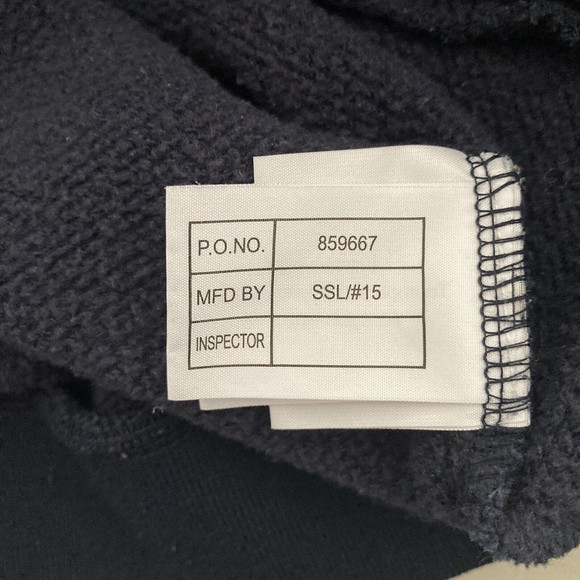 P.O.NO. 859667
MFD BY SSL/#15
INSPECTOR